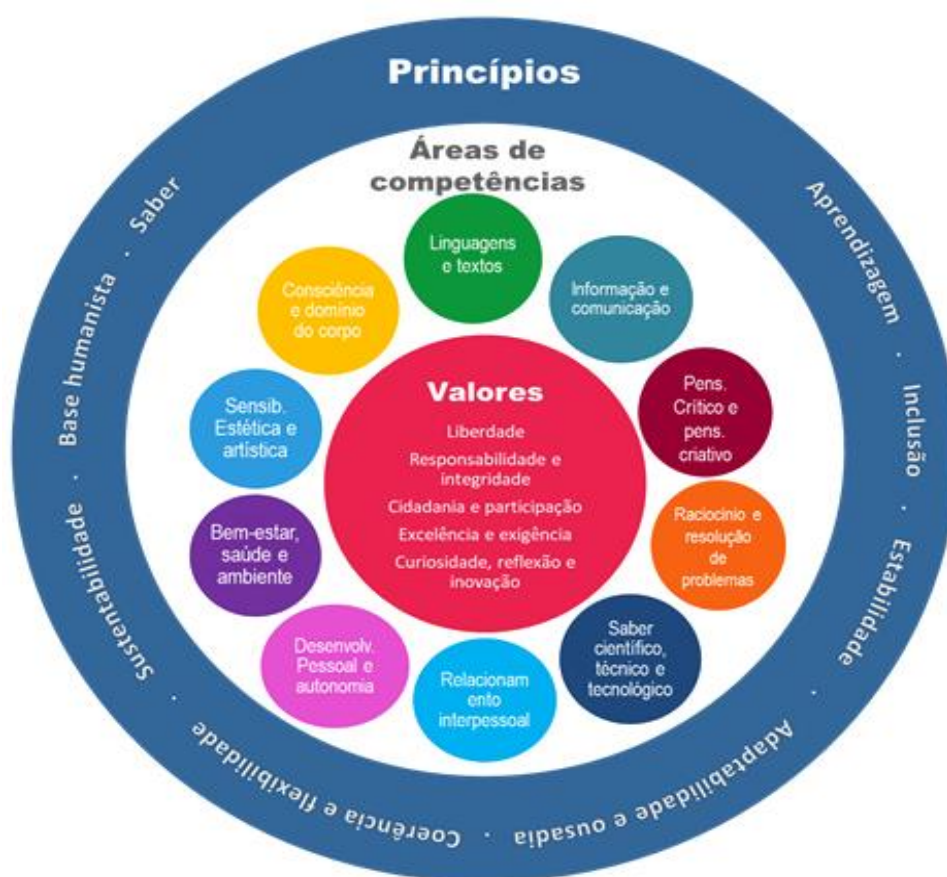 Princípios
Saber
Base humanista
Sustentabilidade
Coerência e flexibilidade
Adaptabilidade e ousadia
Estabilidade
Inclusão
Aprendizagem
Áreas de
competências
Linguagens
e textos
Informação e
comunicação
Pens.
Crítico e
pens.
criativo
Raciocínio e
resolução
de
problemas
Saber
científico,
técnico e
tecnológico
Relacionam
ento
interpessoal
Desenvolv.
Pessoal e
autonomia
Bem-estar,
saúde e
ambiente
Sensib.
Estética e
artística
Consciência
e domínio
do corpo
Valores
Liberdade
Responsabilidade e
integridade
Cidadania e participação
Excelência e exigência
Curiosidade, reflexão e
inovação